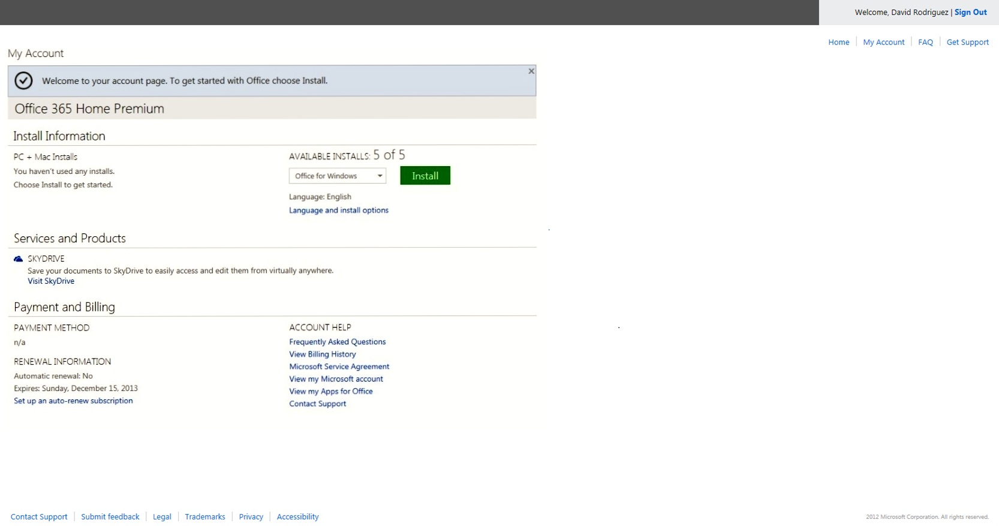 Welcome, David Rodriguez | Sign Out
Home | My Account | FAQ | Get Support
My Account
Welcome to your account page. To get started with Office choose Install.
Office 365 Home Premium
Install Information
PC + Mac Installs
You haven't used any installs.
Choose Install to get started.
AVAILABLE INSTALLS: 5 of 5
Office for Windows
Install
Language: English
Language and install options
Services and Products
SKYDRIVE
Save your documents to SkyDrive to easily access and edit them from virtually anywhere.
Visit SkyDrive
Payment and Billing
PAYMENT METHOD
n/a
RENEWAL INFORMATION
Automatic renewal: No
Expires: Sunday, December 15, 2013
Set up an auto-renew subscription
ACCOUNT HELP
Frequently Asked Questions
View Billing History
Microsoft Service Agreement
View my Microsoft account
View my Apps for Office
Contact Support
Contact Support | Submit feedback | Legal | Trademarks | Privacy | Accessibility
2012 Microsoft Corporation. All rights reserved.